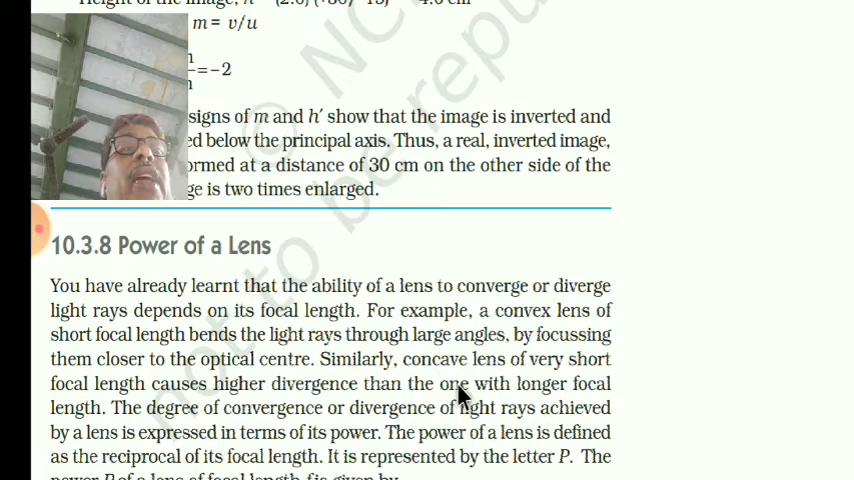 m = v/u
= – 2
signs of m and h′ show that the image is inverted and
below the principal axis. Thus, a real, inverted image,
at a distance of 30 cm on the other side of the
is two times enlarged.
10.3.8 Power of a Lens
You have already learnt that the ability of a lens to converge or diverge
light rays depends on its focal length. For example, a convex lens of
short focal length bends the light rays through large angles, by focussing
them closer to the optical centre. Similarly, concave lens of very short
focal length causes higher divergence than the one with longer focal
length. The degree of convergence or divergence of light rays achieved
by a lens is expressed in terms of its power. The power of a lens is defined
as the reciprocal of its focal length. It is represented by the letter P. The
not to be